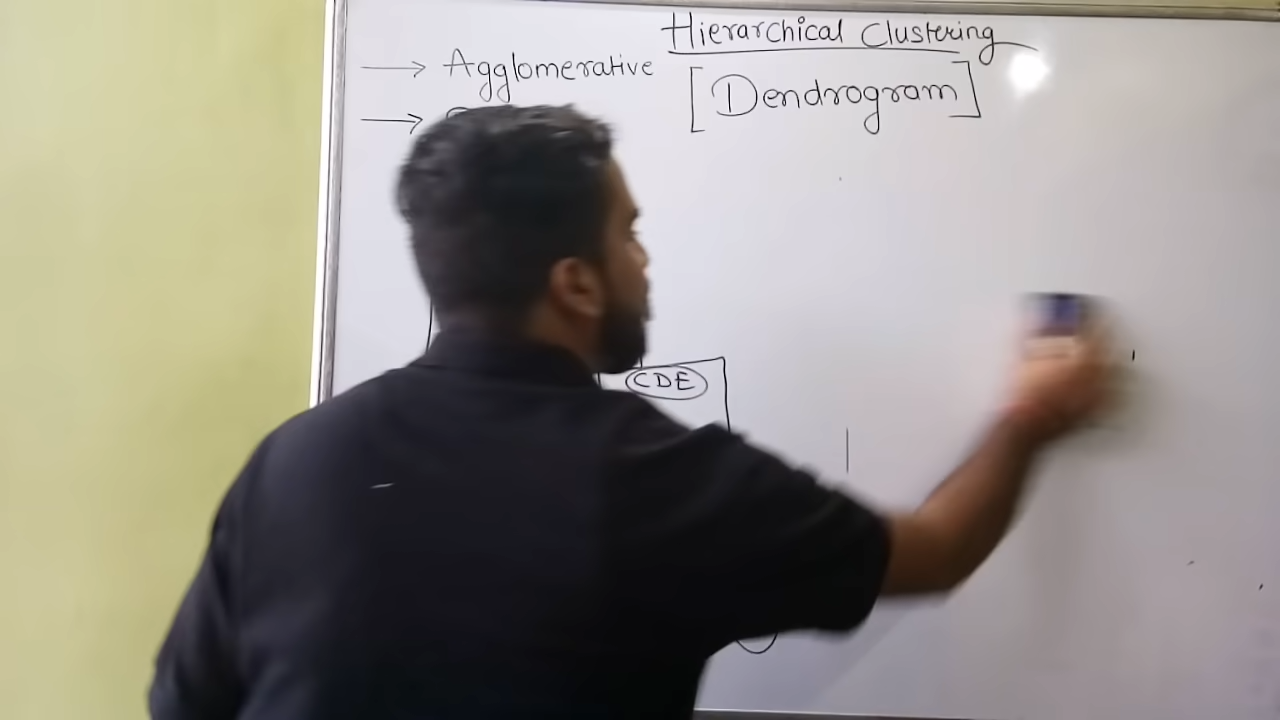 Hierarchical Clustering
→ Agglomerative
[Dendrogram]
→
CDE